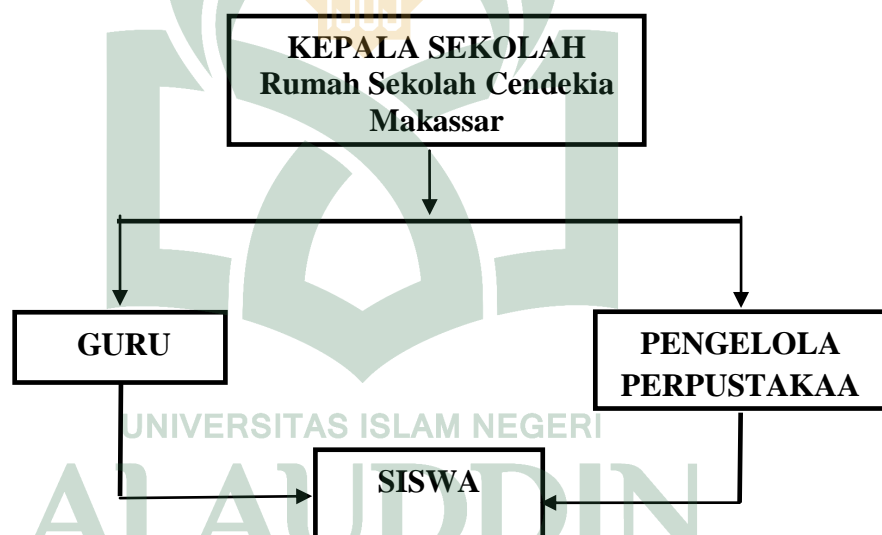 KEPALA SEKOLAH
Rumah Sekolah Cendekia
Makassar
GURU
PENGELOLA
PERPUSTAKAA
UNIVERSITAS ISLAM NEGERI
SISWA
ALAUDDIN